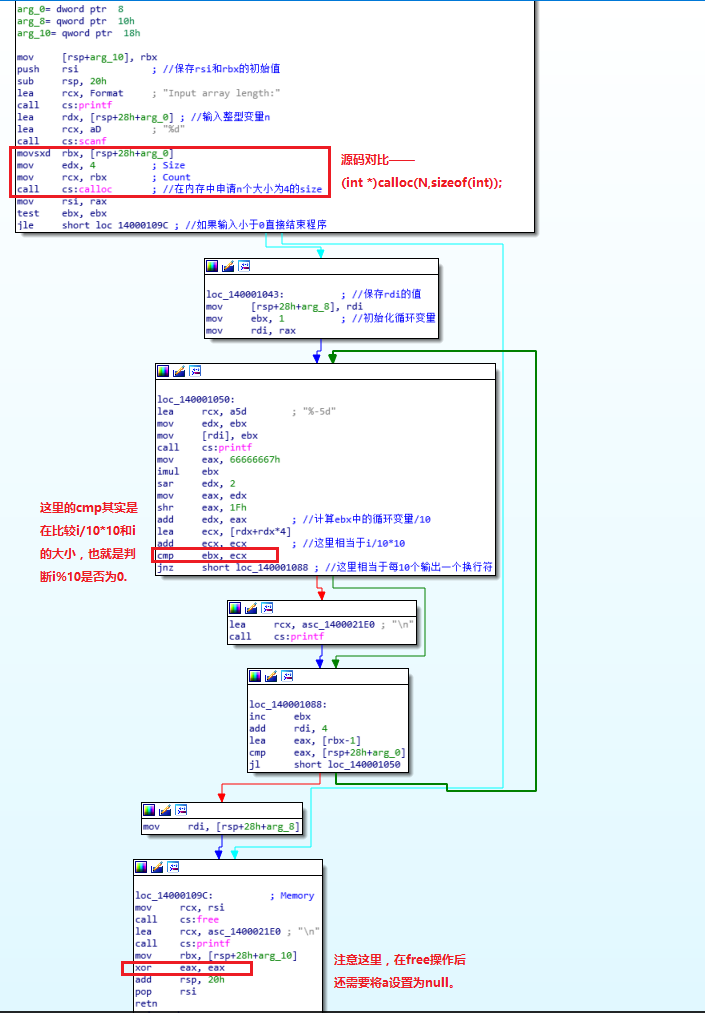 arg_0= dword ptr  8
arg_8= qword ptr  10h
arg_10= qword ptr  18h
mov     [rsp+arg_10], rbx
push    rsi             ; //保存rsi和rbx的初始值
sub     rsp, 20h
lea     rcx, Format     ; "Input array length:"
call    cs:printf
lea     rdx, [rsp+28h+arg_0] ; //输入整型变量n
lea     rcx, aD         ; "%d"
call    cs:scanf
movsxd  rbx, [rsp+28h+arg_0]
mov     edx, 4          ; Size
mov     rcx, rbx        ; Count
call    cs:calloc       ; //在内存中申请n个大小为4的size
mov     rsi, rax
test    ebx, ebx
jle     short loc_14000109C ; //如果输入小于0直接结束程序
源码对比——
(int *)calloc(N,sizeof(int));
loc_140001043:          ; //保存rdi的值
mov     [rsp+28h+arg_8], rdi
mov     ebx, 1          ; //初始化循环变量
mov     rdi, rax
loc_140001050:
lea     rcx, a5d        ; "%-5d"
mov     edx, ebx
mov     [rdi], ebx
call    cs:printf
mov     eax, 66666667h
imul    ebx
sar     edx, 2
mov     eax, edx
shr     eax, 1Fh
add     edx, eax        ; //计算ebx中的循环变量/10
lea     ecx, [rdx+rdx*4]
add     ecx, ecx        ; //这里相当于i/10*10
cmp     ebx, ecx
jnz     short loc_140001088 ; //这里相当于每10个输出一个换行符
这里的cmp其实是
在比较i/10*10和i
的大小，也就是判
断i%10是否为0.
lea     rcx, asc_1400021E0 ; "\n"
call    cs:printf
loc_140001088:
inc     ebx
add     rdi, 4
lea     eax, [rbx-1]
cmp     eax, [rsp+28h+arg_0]
jl      short loc_140001050
mov     rdi, [rsp+28h+arg_8]
loc_14000109C:          ; Memory
mov     rcx, rsi
call    cs:free
lea     rcx, asc_1400021E0 ; "\n"
call    cs:printf
mov     rbx, [rsp+28h+arg_10]
xor     eax, eax
add     rsp, 20h
pop     rsi
retn
注意这里，在free操作后
还需要将a设置为null。